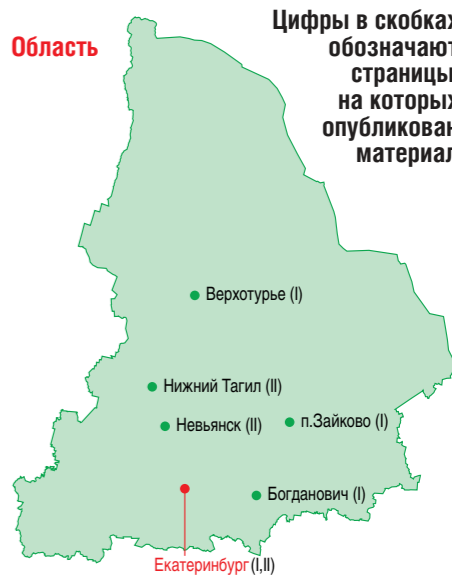 Область
Цифры в скобках
обозначают
страницы,
на которых
опубликован
материал
Верхотурье (I)
Нижний Тагил (II)
Невьянск (II)
п.Зайково (I)
Богданович (I)
Екатеринбург (I,II)